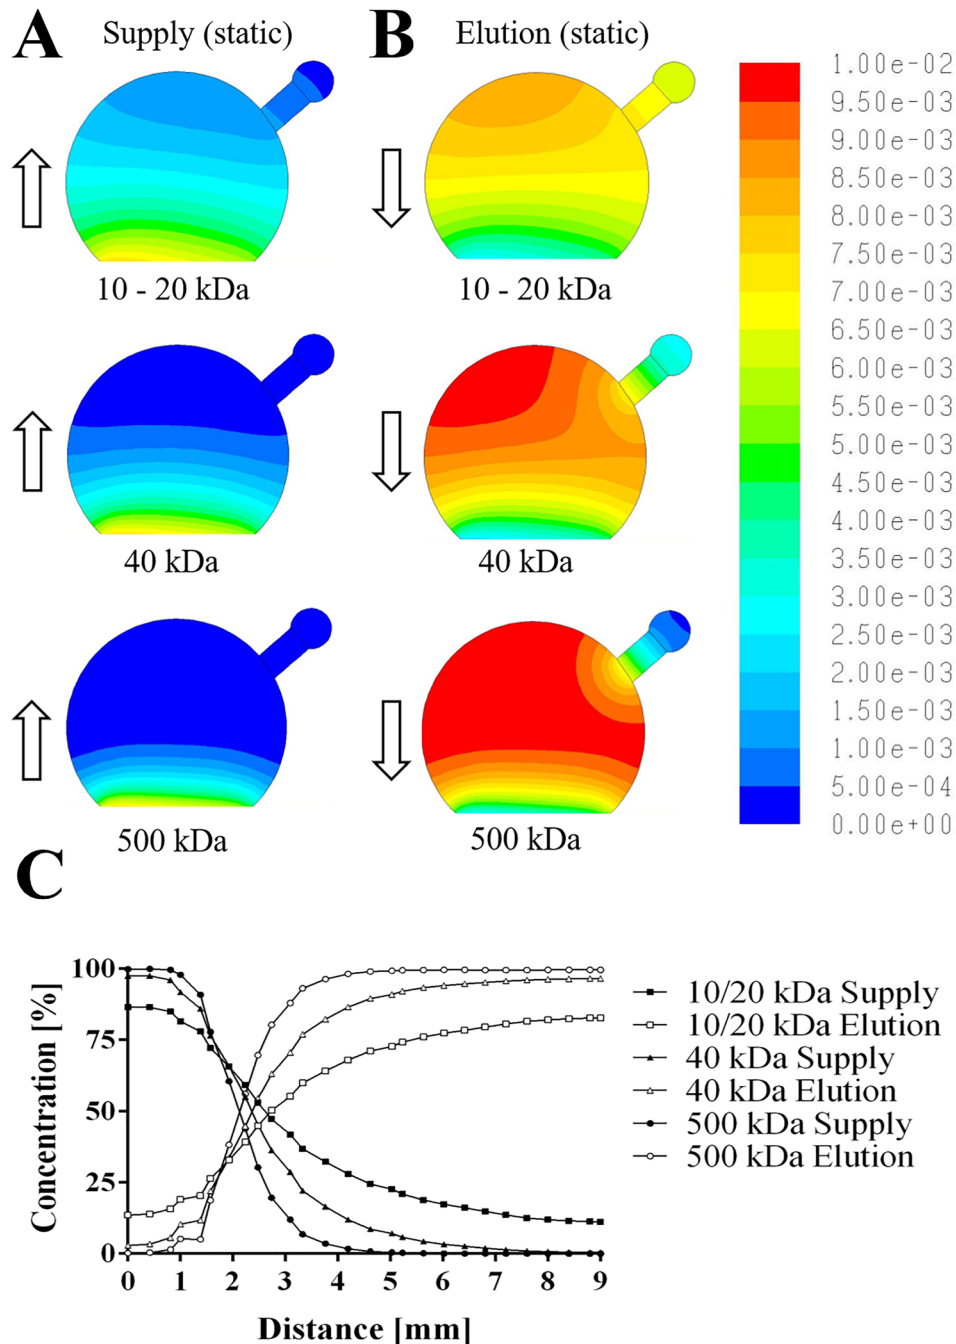 A Supply (static) B Elution (static)
10 - 20 kDa 10 - 20 kDa
40 kDa 40 kDa
500 kDa 500 kDa
1.00e-02
9.50e-03
9.00e-03
8.50e-03
8.00e-03
7.50e-03
7.00e-03
6.50e-03
6.00e-03
5.50e-03
5.00e-03
4.50e-03
4.00e-03
3.50e-03
3.00e-03
2.50e-03
2.00e-03
1.50e-03
1.00e-03
5.00e-04
0.00e+00
C
Concentration [%]
100
75
50
25
0
0 1 2 3 4 5 6 7 8 9
Distance [mm]
10/20 kDa Supply
10/20 kDa Elution
40 kDa Supply
40 kDa Elution
500 kDa Supply
500 kDa Elution